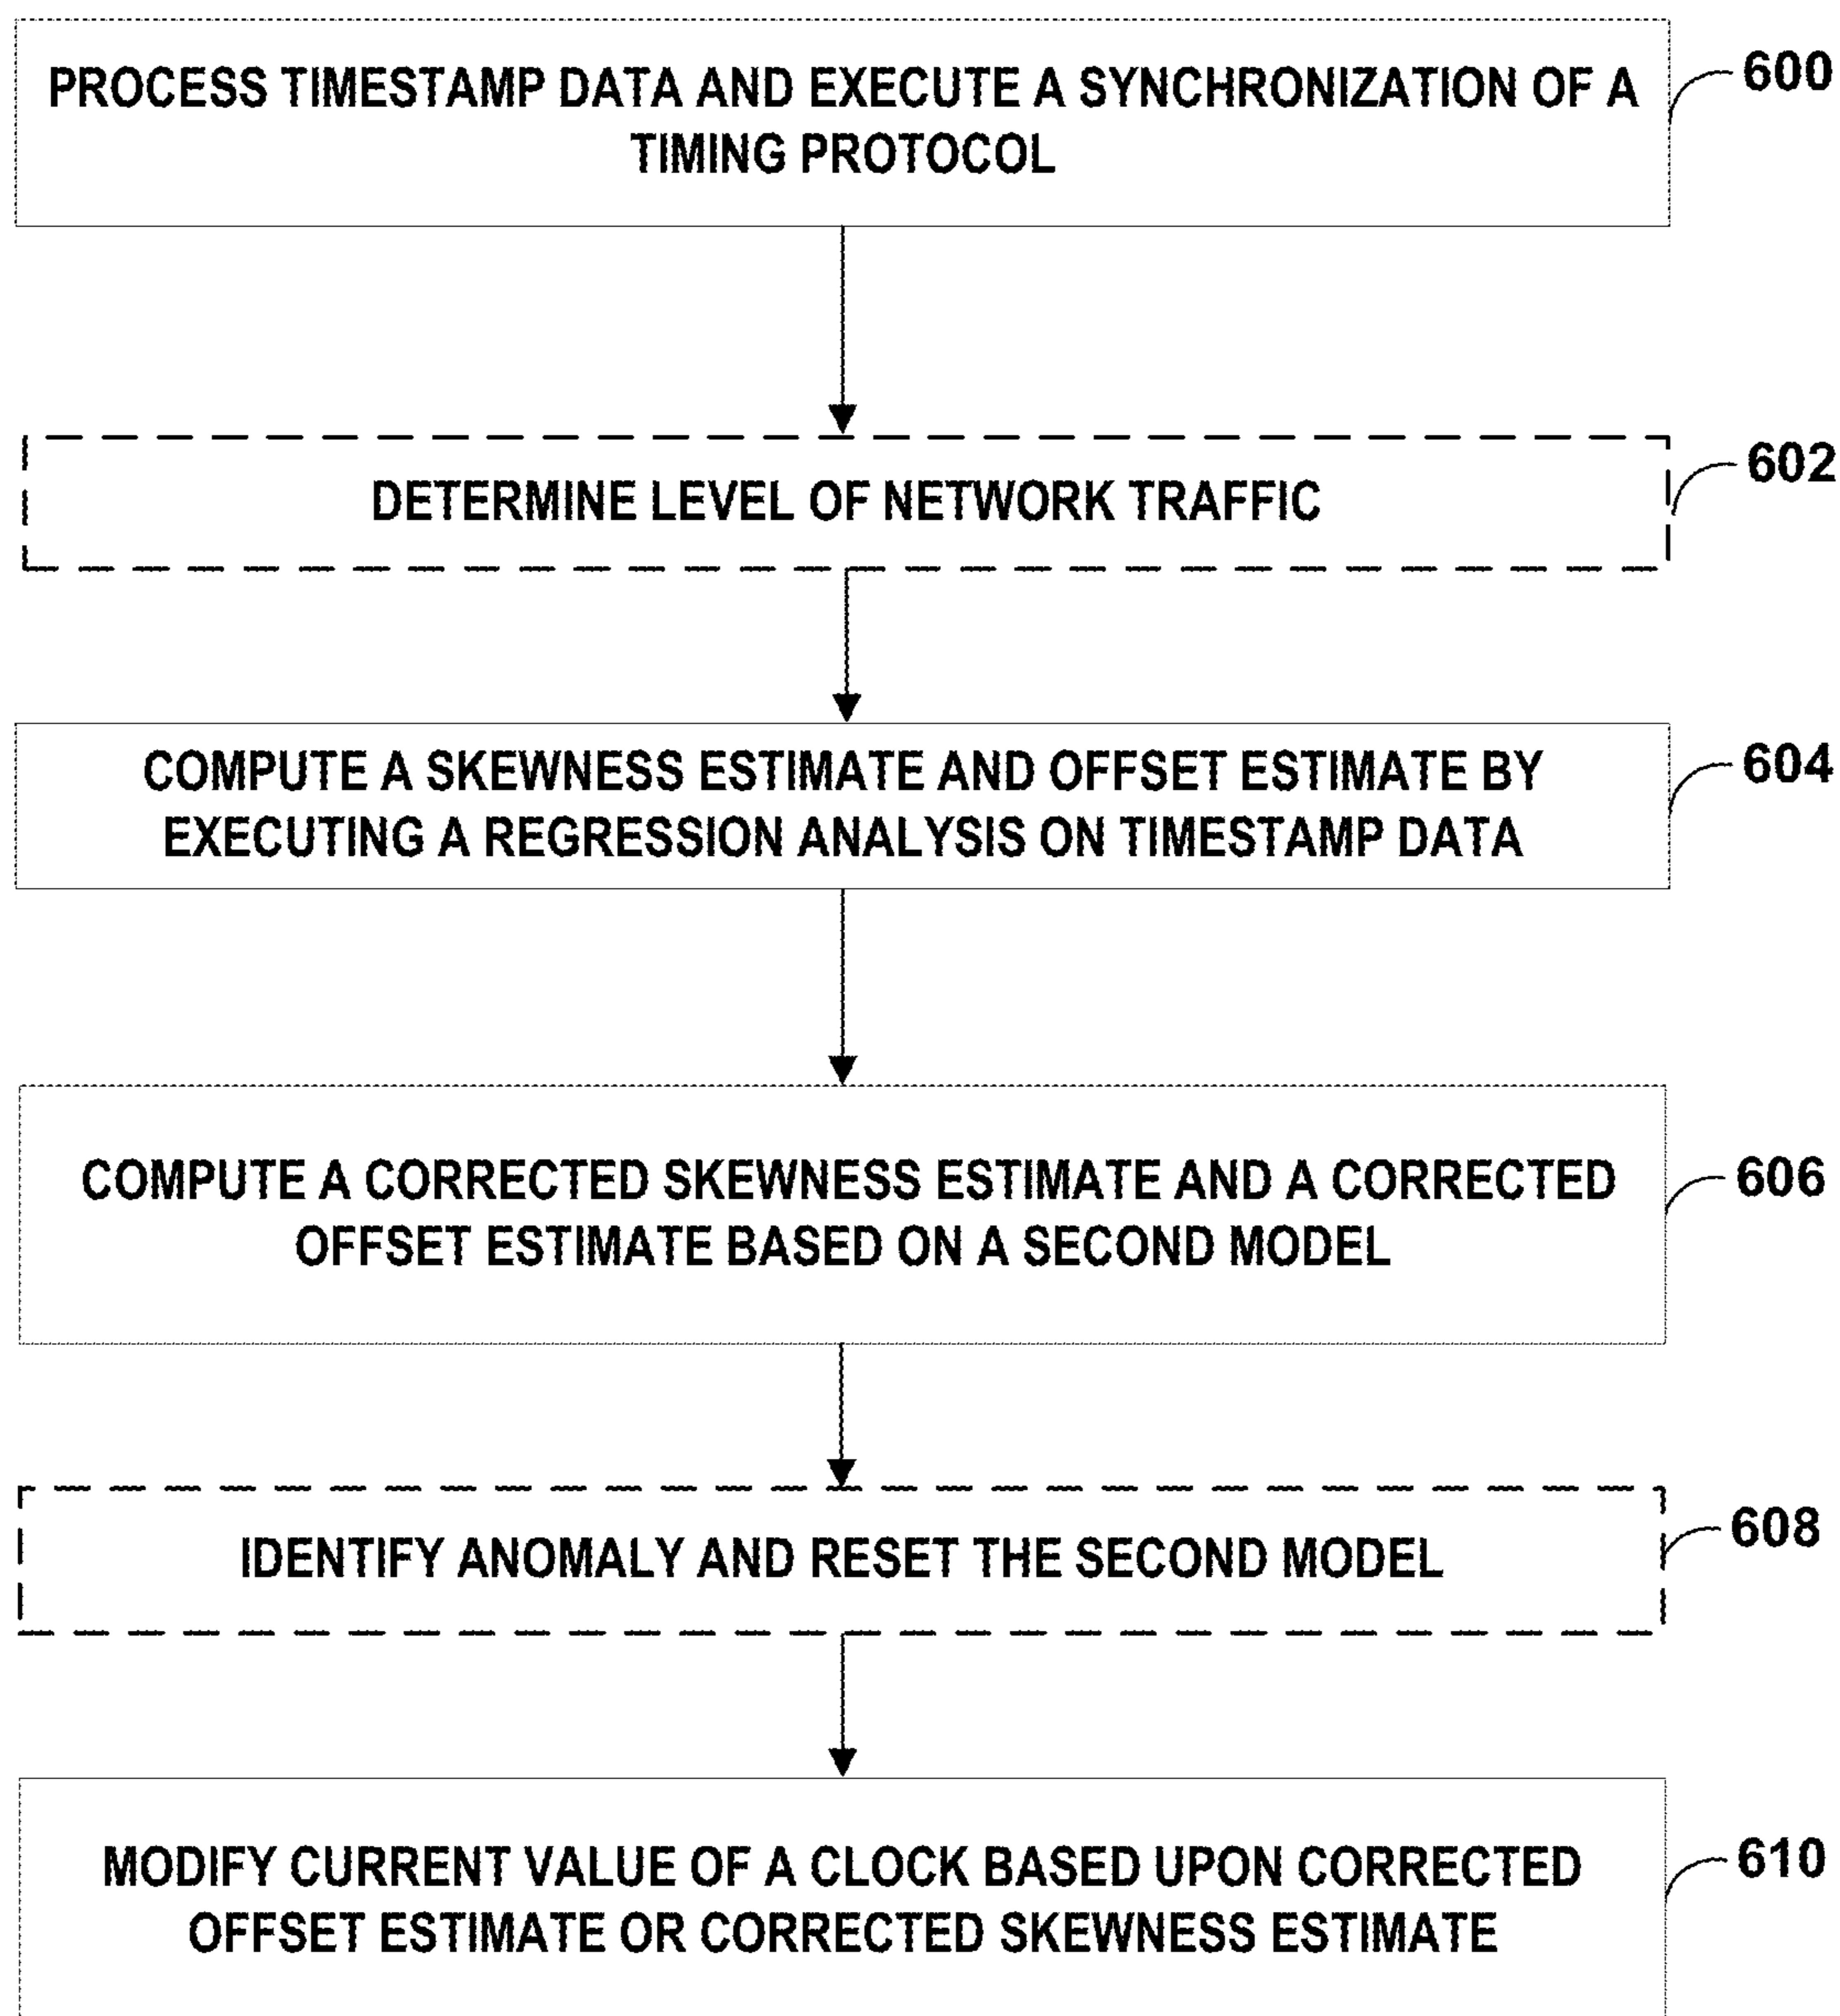 PROCESS TIMESTAMP DATA AND EXECUTE A SYNCHRONIZATION OF A
TIMING PROTOCOL
600
DETERMINE LEVEL OF NETWORK TRAFFIC
602
COMPUTE A SKEWNESS ESTIMATE AND OFFSET ESTIMATE BY
EXECUTING A REGRESSION ANALYSIS ON TIMESTAMP DATA
604
COMPUTE A CORRECTED SKEWNESS ESTIMATE AND A CORRECTED
OFFSET ESTIMATE BASED ON A SECOND MODEL
606
IDENTIFY ANOMALY AND RESET THE SECOND MODEL
608
MODIFY CURRENT VALUE OF A CLOCK BASED UPON CORRECTED
OFFSET ESTIMATE OR CORRECTED SKEWNESS ESTIMATE
610